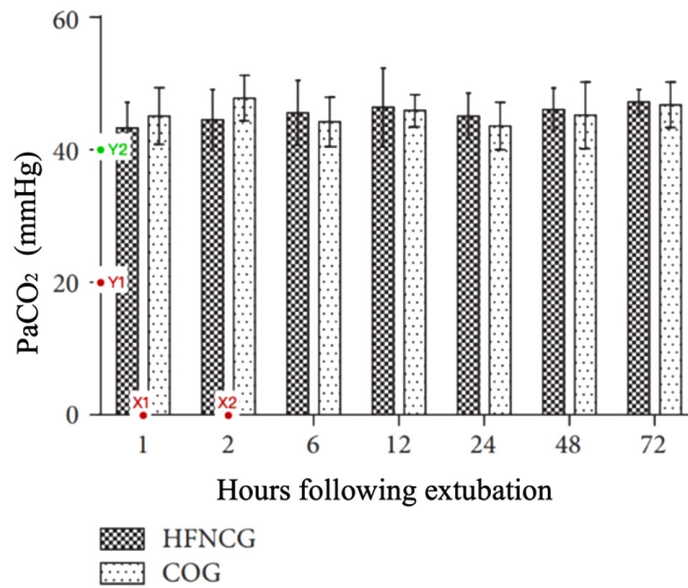 60
40
Y2
PaCO₂ (mmHg)
20
Y1
0
X1
X2
1 2 6 12 24 48 72
Hours following extubation
HFNCG
COG